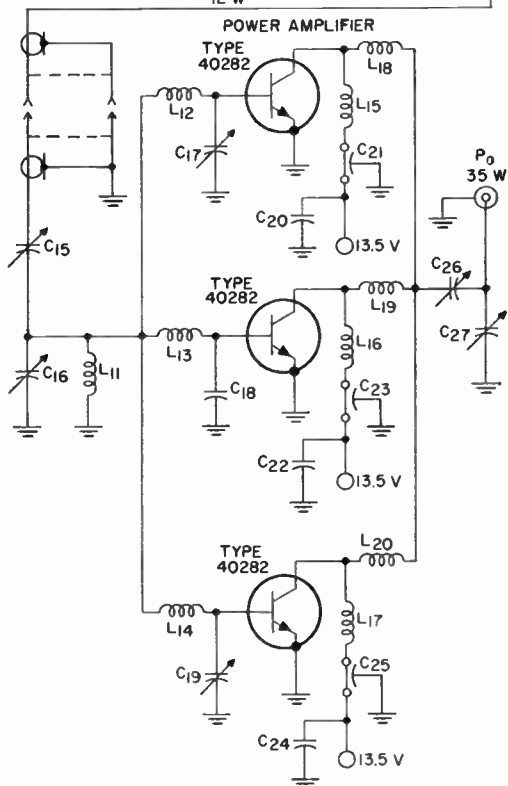 12 W
POWER AMPLIFIER
TYPE
40282
L18
L12
L15
C17
C21
P0
35 W
C20
13.5 V
C15
C26
TYPE
40282
L19
C27
L13
L16
C16
L11
C18
C23
C22
13.5 V
L20
TYPE
40282
L14
L17
C19
C25
C24
13.5 V